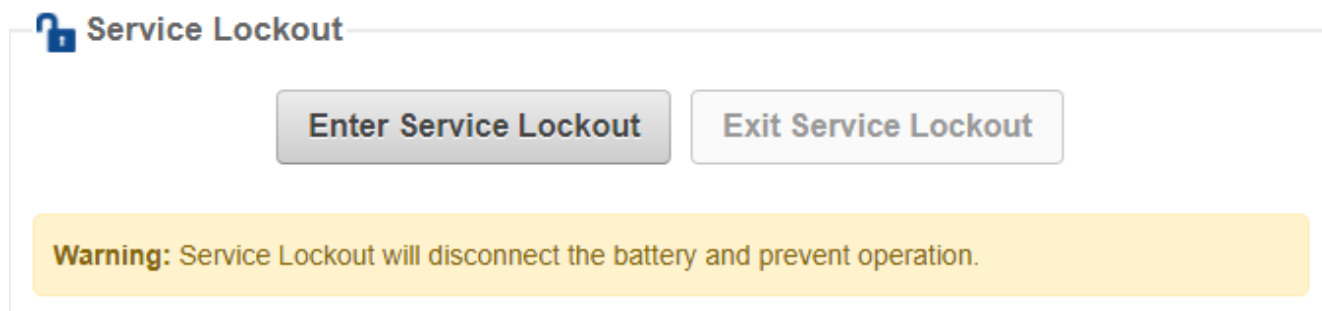 Service Lockout
Enter Service Lockout
Exit Service Lockout
Warning: Service Lockout will disconnect the battery and prevent operation.